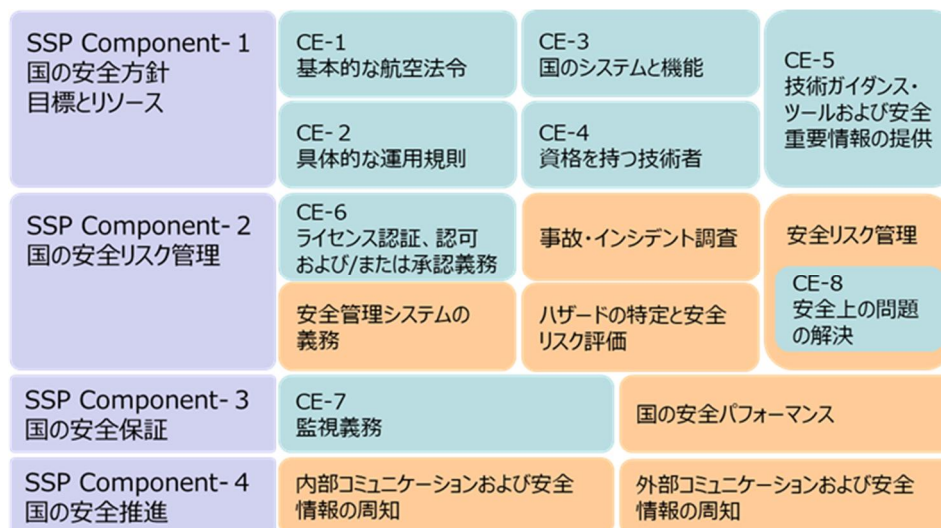 SSP Component-1
国の安全方針
目標とリソース
CE-1
基本的な航空法令
CE-3
国のシステムと機能
CE-5
技術ガイダンス・
ツールおよび安全
重要情報の提供
CE-2
具体的な運用規則
CE-4
資格を持つ技術者
SSP Component-2
国の安全リスク管理
CE-6
ライセンス認証、認可
および/または承認義務
事故・インシデント調査
安全リスク管理
CE-8
安全上の問題
の解決
安全管理システムの
義務
ハザードの特定と安全
リスク評価
SSP Component-3
国の安全保証
CE-7
監視義務
国の安全パフォーマンス
SSP Component-4
国の安全推進
内部コミュニケーションおよび安全
情報の周知
外部コミュニケーションおよび安全
情報の周知